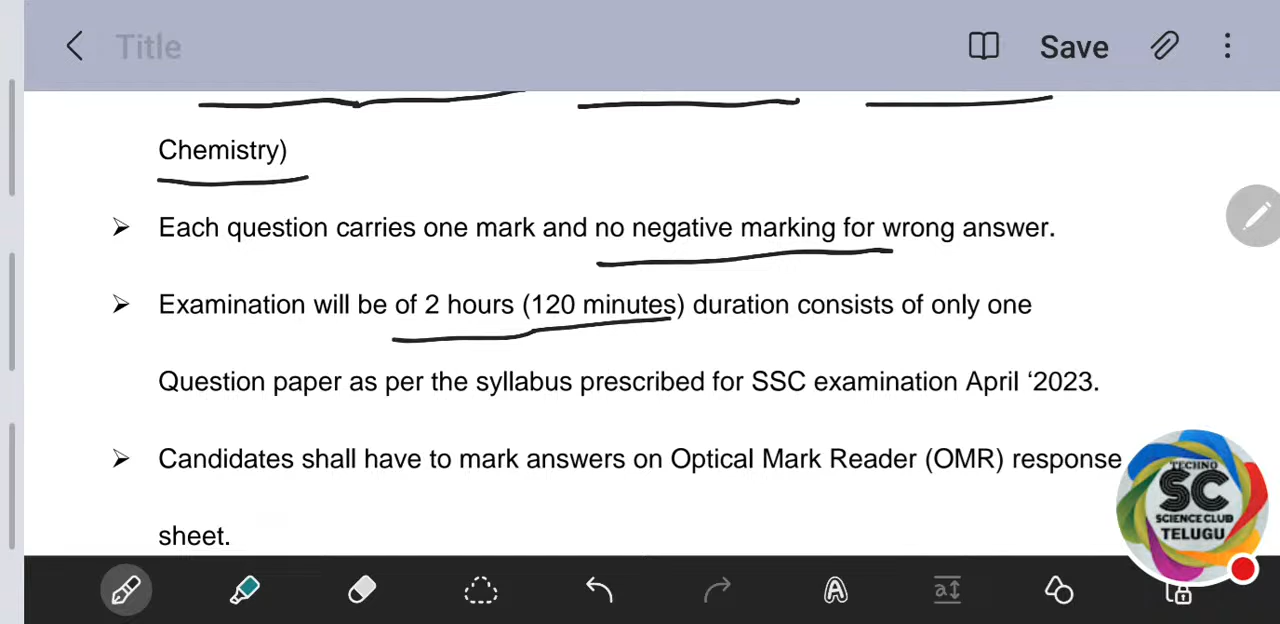 Title
Save
Chemistry)
➢ Each question carries one mark and no negative marking for wrong answer.
➢ Examination will be of 2 hours (120 minutes) duration consists of only one
Question paper as per the syllabus prescribed for SSC examination April ‘2023.
➢ Candidates shall have to mark answers on Optical Mark Reader (OMR) response
sheet.
TECHNO
SC
SCIENCE CLUB
TELUGU
A
a